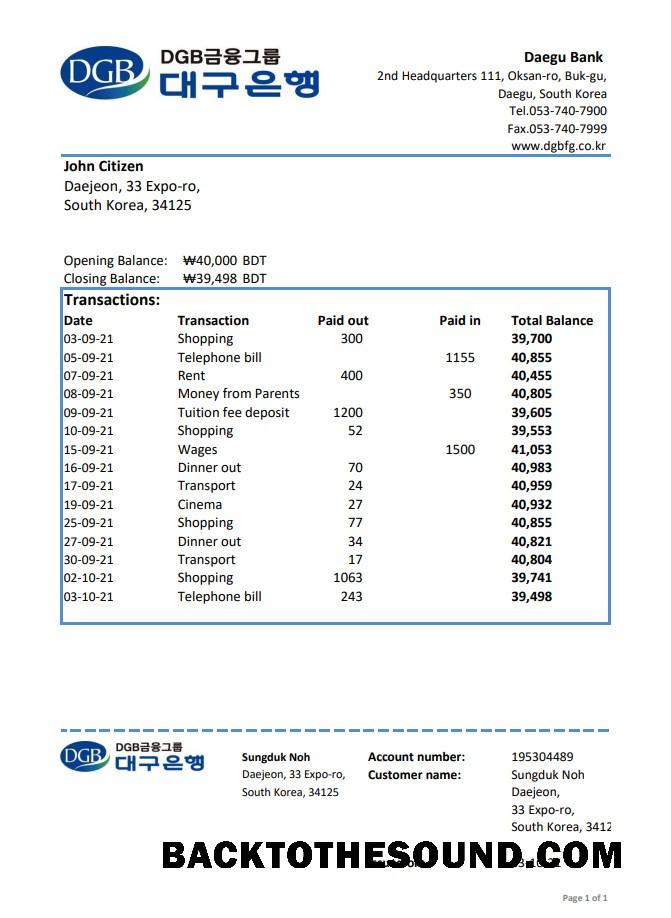 DGB
DGB금융그룹
대구은행
Daegu Bank
2nd Headquarters 111, Oksan-ro, Buk-gu,
Daegu, South Korea
Tel.053-740-7900
Fax.053-740-7999
www.dgbfg.co.kr
John Citizen
Daejeon, 33 Expo-ro,
South Korea, 34125
Opening Balance: ₩40,000 BDT
Closing Balance: ₩39,498 BDT
Transactions:
Date Transaction Paid out Paid in Total Balance
03-09-21 Shopping 300 39,700
05-09-21 Telephone bill 1155 40,855
07-09-21 Rent 400 40,455
08-09-21 Money from Parents 350 40,805
09-09-21 Tuition fee deposit 1200 39,605
10-09-21 Shopping 52 39,553
15-09-21 Wages 1500 41,053
16-09-21 Dinner out 70 40,983
17-09-21 Transport 24 40,959
19-09-21 Cinema 27 40,932
25-09-21 Shopping 77 40,855
27-09-21 Dinner out 34 40,821
30-09-21 Transport 17 40,804
02-10-21 Shopping 1063 39,741
03-10-21 Telephone bill 243 39,498
DGB
DGB금융그룹
대구은행
Sungduk Noh
Daejeon, 33 Expo-ro,
South Korea, 34125
Account number: 195304489
Customer name: Sungduk Noh
Daejeon,
33 Expo-ro,
South Korea, 3412
BACKTOTHESOUND.COM
Page 1 of 1